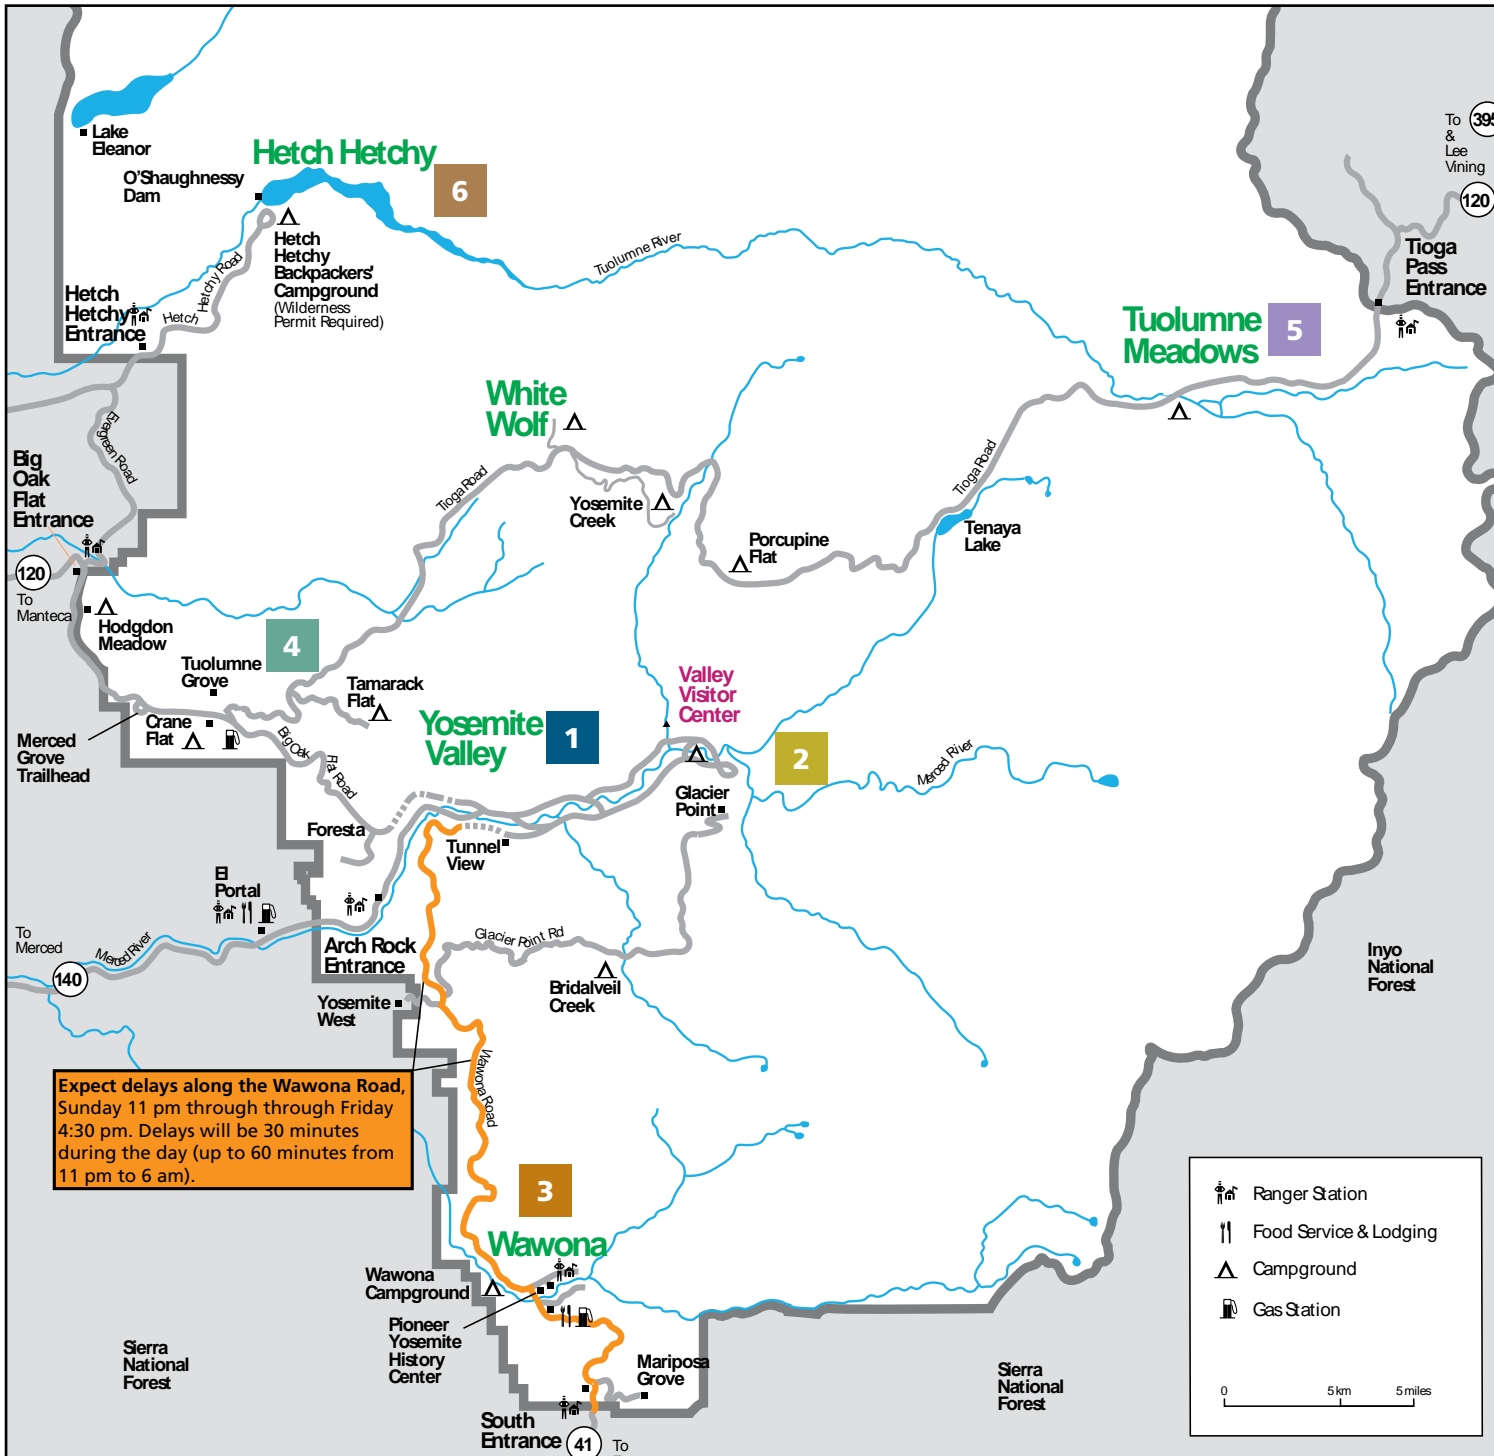 Lake
Eleanor
Hetch Hetchy
6
O'Shaughnessy
Dam
To
&
Lee
Vining
395
120
Hetch
Hetchy
Backpackers'
Campground
(Wilderness
Permit Required)
Hetch
Hetchy
Entrance
Hetch
Hetchy Road
Tuolumne River
Tioga
Pass
Entrance
Tuolumne
Meadows
5
White
Wolf
Evergreen Road
Big
Oak
Flat
Entrance
Tioga Road
Tioga Road
Yosemite
Creek
Porcupine
Flat
Tenaya
Lake
120
To
Manteca
Hodgdon
Meadow
4
Tuolumne
Grove
Tamarack
Flat
Valley
Visitor
Center
Yosemite
Valley
1
2
Crane
Flat
Merced
Grove
Trailhead
Big Oak
Flat Road
Merced River
Glacier
Point
Foresta
Tunnel
View
El
Portal
To
Merced
Merced River
140
Arch Rock
Entrance
Glacier Point Rd
Bridalveil
Creek
Yosemite
West
Inyo
National
Forest
Wawona Road
Expect delays along the Wawona Road,
Sunday 11 pm through through Friday
4:30 pm. Delays will be 30 minutes
during the day (up to 60 minutes from
11 pm to 6 am).
3
Wawona
Wawona
Campground
Pioneer
Yosemite
History
Center
Mariposa
Grove
South
Entrance
41
To
Sierra
National
Forest
Sierra
National
Forest
Ranger Station
Food Service & Lodging
Campground
Gas Station
0
5 km
5 miles